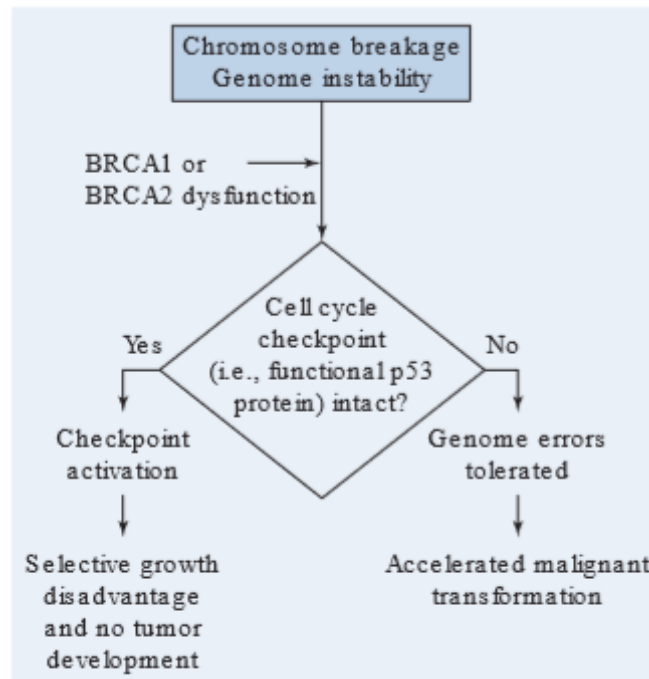 Chromosome breakage
Genome instability
BRCA1 or
BRCA2 dysfunction
Cell cycle
checkpoint
(i.e., functional p53
protein) intact?
Yes
No
Checkpoint
activation
Genome errors
tolerated
Selective growth
disadvantage
and no tumor
development
Accelerated malignant
transformation